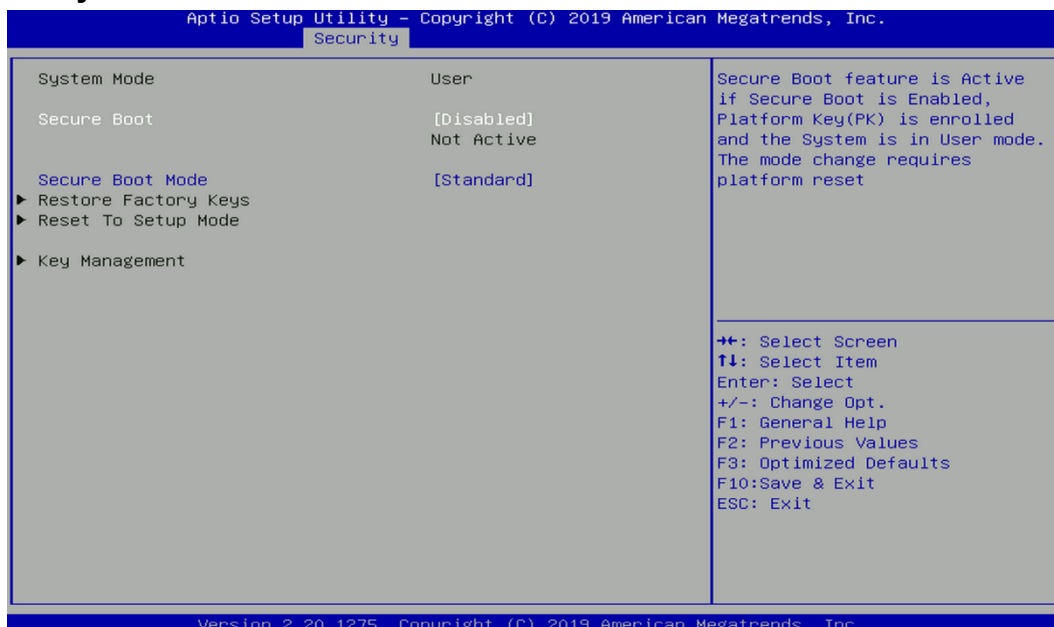 Aptio Setup Utility – Copyright (C) 2019 American Megatrends, Inc.
Security
System Mode User
Secure Boot [Disabled]
Not Active
Secure Boot Mode [Standard]
▶ Restore Factory Keys
▶ Reset To Setup Mode
▶ Key Management
Secure Boot feature is Active
if Secure Boot is Enabled,
Platform Key(PK) is enrolled
and the System is in User mode.
The mode change requires
platform reset
→←: Select Screen
↑↓: Select Item
Enter: Select
+/-: Change Opt.
F1: General Help
F2: Previous Values
F3: Optimized Defaults
F10:Save & Exit
ESC: Exit
Version 2.20.1275. Copyright (C) 2019 American Megatrends, Inc.